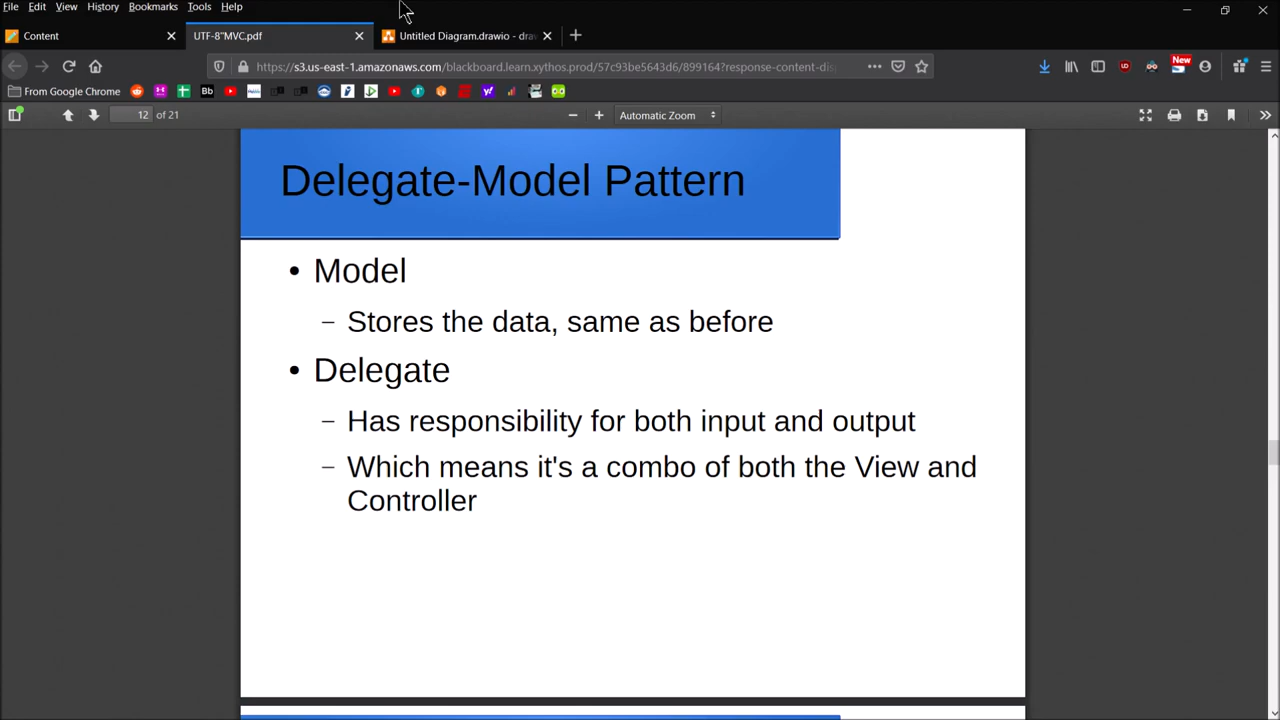 File Edit View History Bookmarks Tools Help
Content
UTF-8''MVC.pdf
Untitled Diagram.drawio - draw
https://s3.us-east-1.amazonaws.com/blackboard.learn.xythos.prod/57c93be5643d6/899164?response-content-dis
New
From Google Chrome
Bb
12 of 21
Automatic Zoom
Delegate-Model Pattern
• Model
– Stores the data, same as before
• Delegate
– Has responsibility for both input and output
– Which means it's a combo of both the View and
Controller